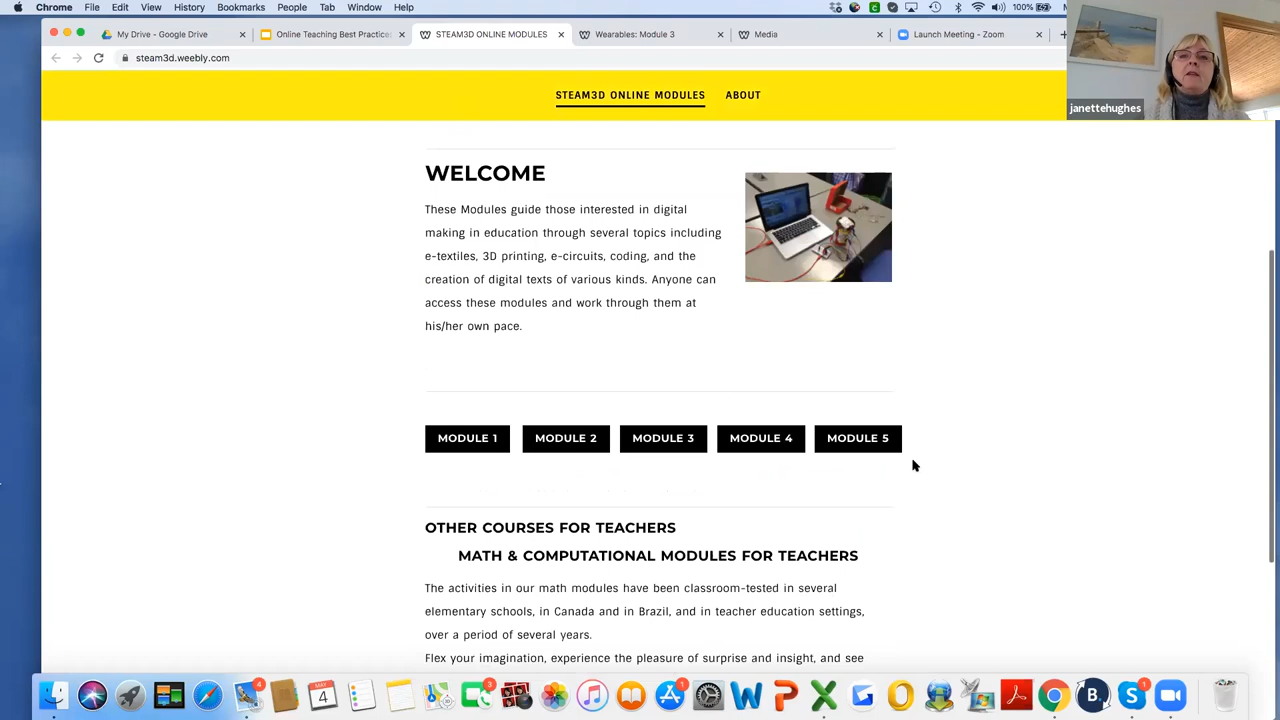 Chrome File Edit View History Bookmarks People Tab Window Help 100%
My Drive - Google Drive Online Teaching Best Practice: STEAM3D ONLINE MODULES Wearables: Module 3 Media Launch Meeting - Zoom
steam3d.weebly.com
janettehughes
STEAM3D ONLINE MODULES ABOUT
WELCOME
These Modules guide those interested in digital
making in education through several topics including
e-textiles, 3D printing, e-circuits, coding, and the
creation of digital texts of various kinds. Anyone can
access these modules and work through them at
his/her own pace.
MODULE 1 MODULE 2 MODULE 3 MODULE 4 MODULE 5
OTHER COURSES FOR TEACHERS
MATH & COMPUTATIONAL MODULES FOR TEACHERS
The activities in our math modules have been classroom-tested in several
elementary schools, in Canada and in Brazil, and in teacher education settings,
over a period of several years.
Flex your imagination, experience the pleasure of surprise and insight, and see
4 MAY 4 3 1 B. 1